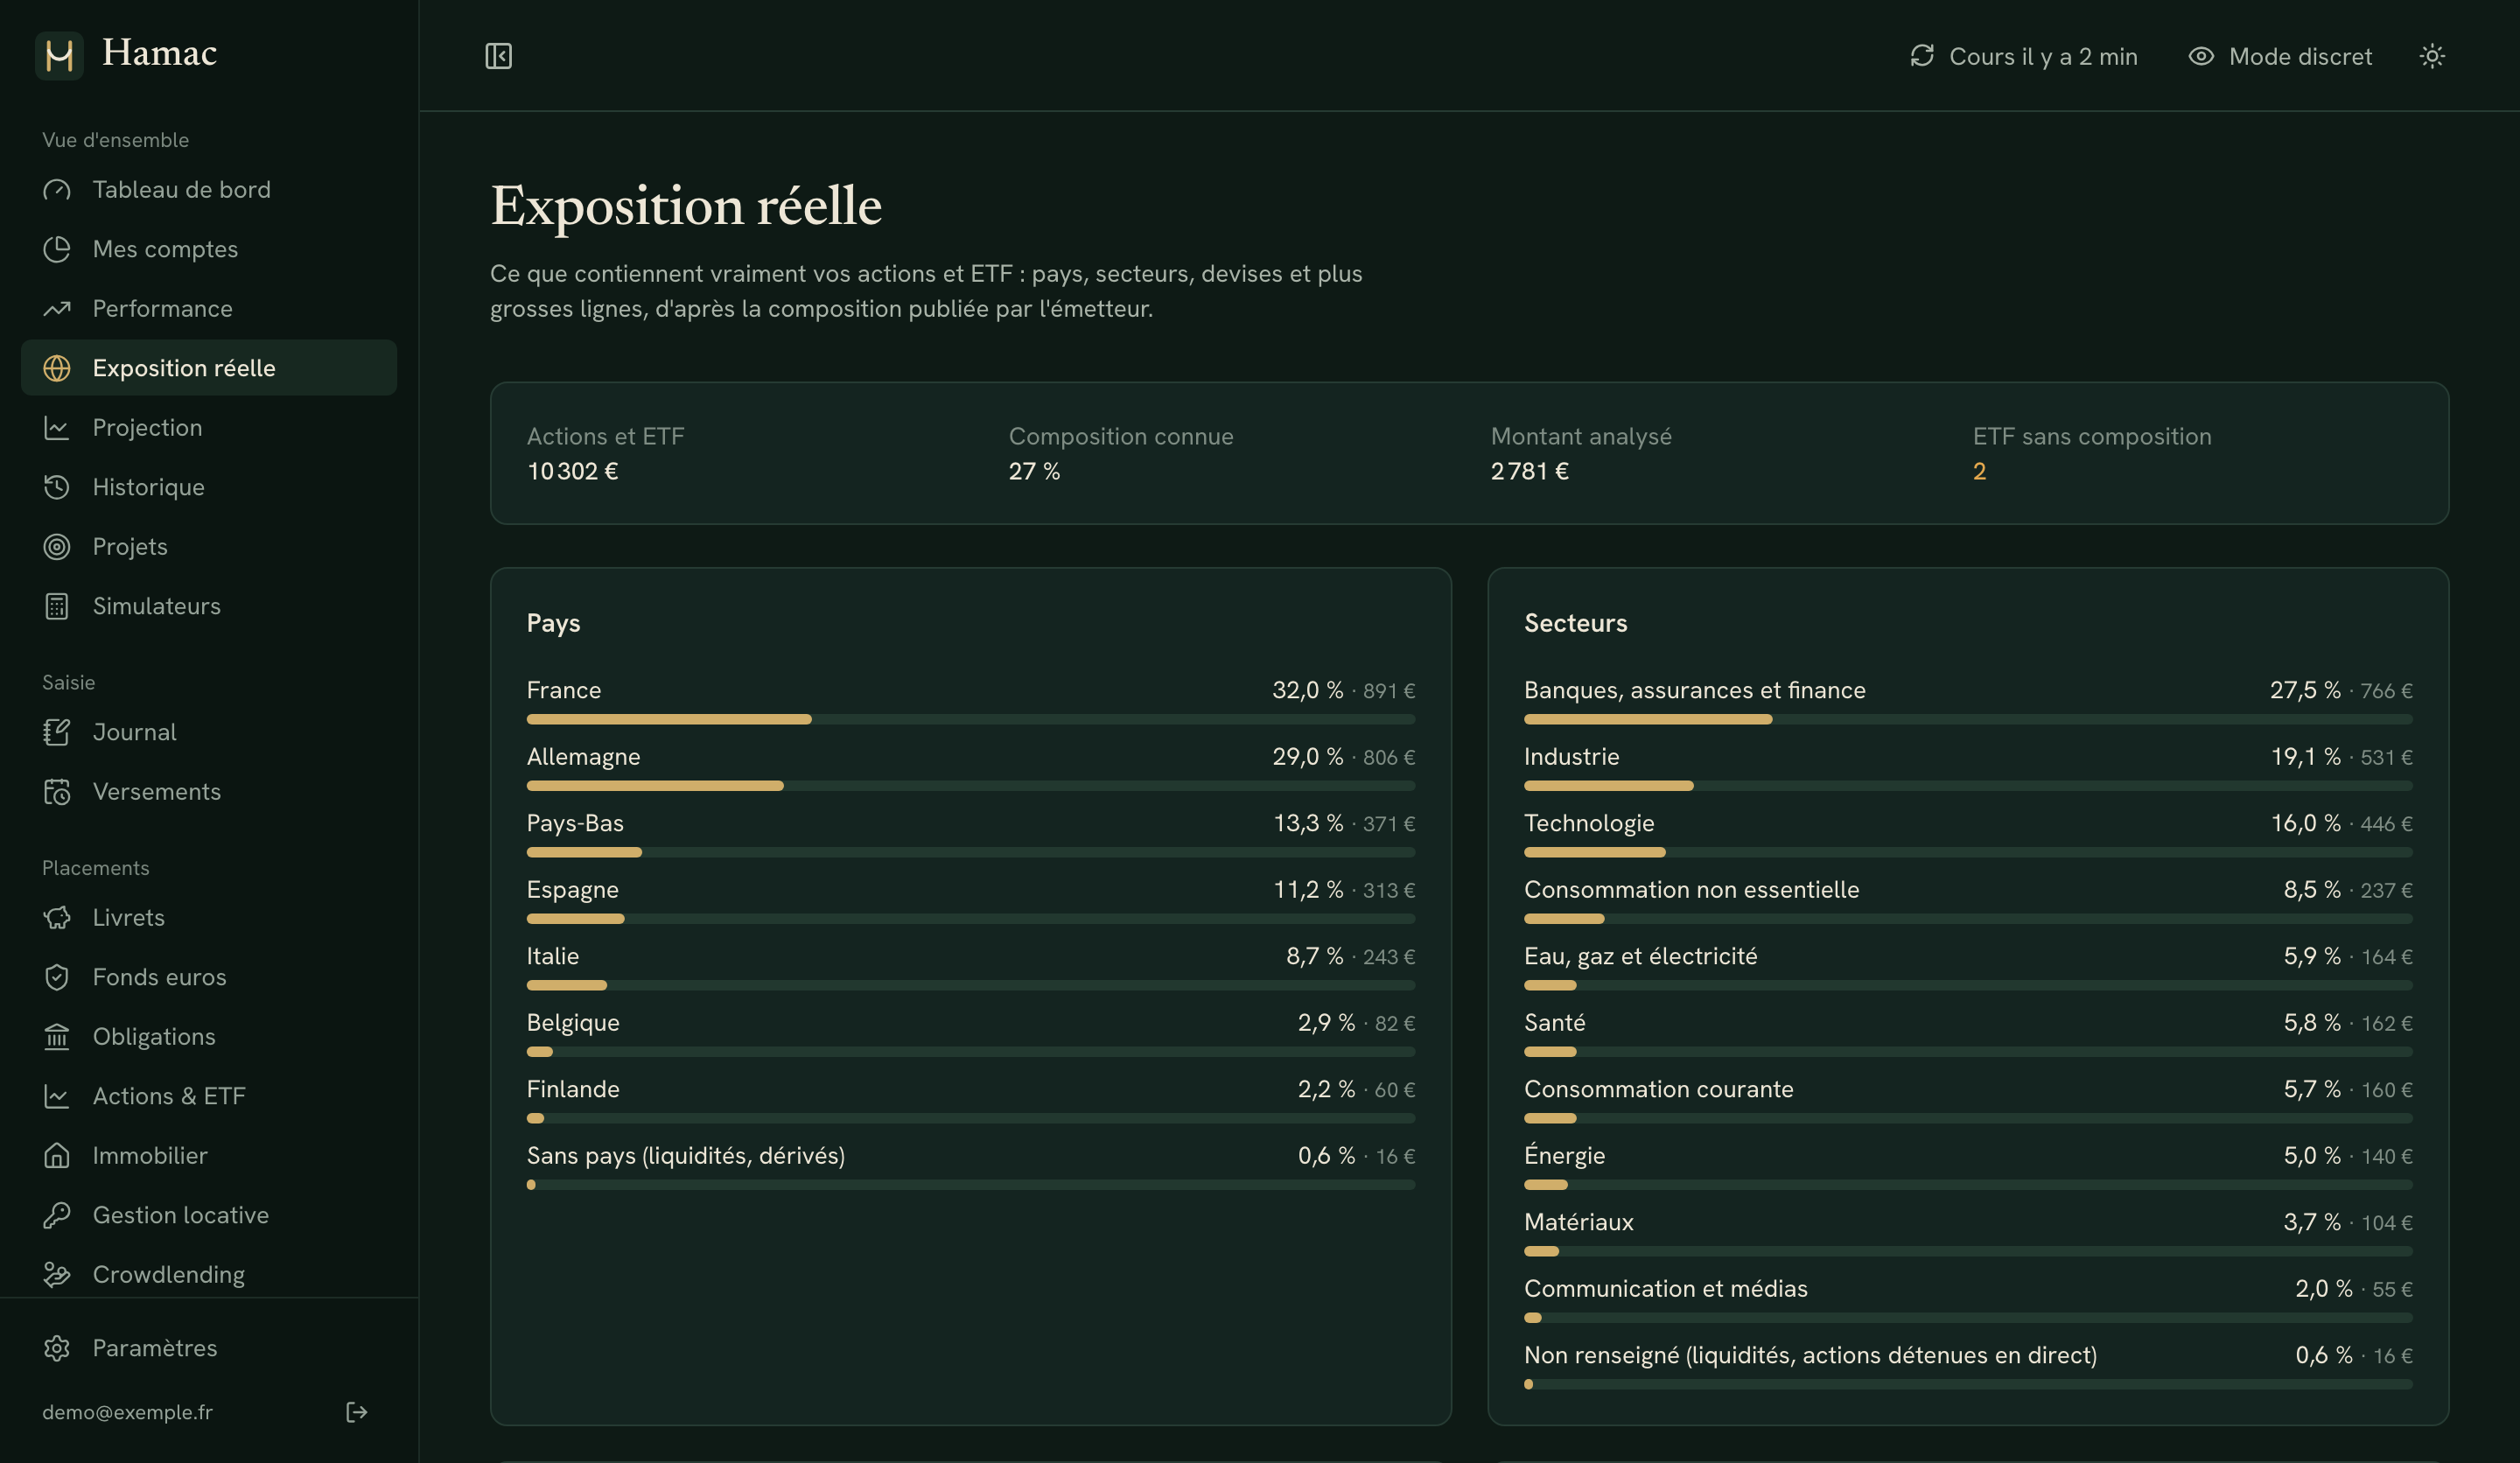 Hamac
Vue d'ensemble
Tableau de bord
Mes comptes
Performance
Exposition réelle
Projection
Historique
Projets
Simulateurs
Saisie
Journal
Versements
Placements
Livrets
Fonds euros
Obligations
Actions & ETF
Immobilier
Gestion locative
Crowdlending
Paramètres
demo@exemple.fr
Cours il y a 2 min
Mode discret
Exposition réelle
Ce que contiennent vraiment vos actions et ETF : pays, secteurs, devises et plus
grosses lignes, d'après la composition publiée par l'émetteur.
Actions et ETF
10 302 €
Composition connue
27 %
Montant analysé
2 781 €
ETF sans composition
2
Pays
France 32,0 % · 891 €
Allemagne 29,0 % · 806 €
Pays-Bas 13,3 % · 371 €
Espagne 11,2 % · 313 €
Italie 8,7 % · 243 €
Belgique 2,9 % · 82 €
Finlande 2,2 % · 60 €
Sans pays (liquidités, dérivés) 0,6 % · 16 €
Secteurs
Banques, assurances et finance 27,5 % · 766 €
Industrie 19,1 % · 531 €
Technologie 16,0 % · 446 €
Consommation non essentielle 8,5 % · 237 €
Eau, gaz et électricité 5,9 % · 164 €
Santé 5,8 % · 162 €
Consommation courante 5,7 % · 160 €
Énergie 5,0 % · 140 €
Matériaux 3,7 % · 104 €
Communication et médias 2,0 % · 55 €
Non renseigné (liquidités, actions détenues en direct) 0,6 % · 16 €